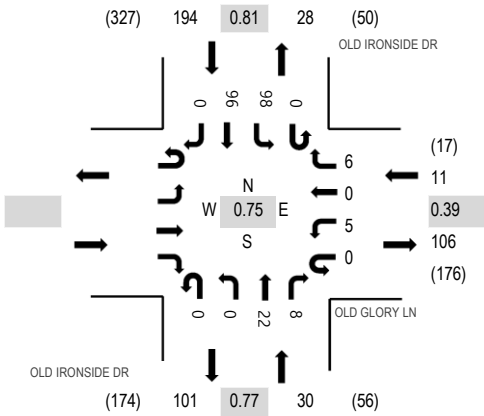 (327) 194 0.81 28 (50)
OLD IRONSIDE DR
0 96 98 0
(17)
6
11
N
0
W 0.75 E
0.39
S
5
106
0
(176)
0 0 22 8
OLD GLORY LN
OLD IRONSIDE DR
(174) 101 0.77 30 (56)